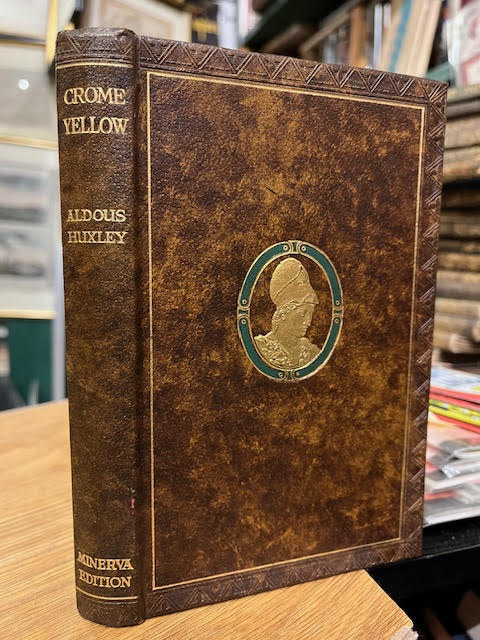 CROME
YELLOW
ALDOUS
HUXLEY
MINERVA
EDITION